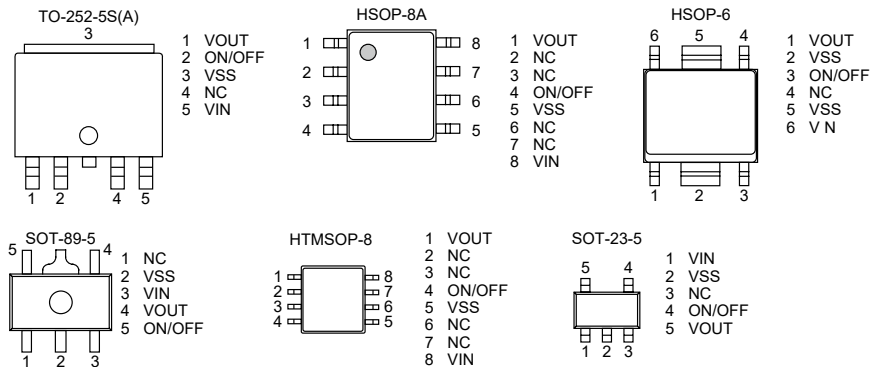 TO-252-5S(A)
3
1 2 4 5
1 VOUT
2 ON/OFF
3 VSS
4 NC
5 VIN
HSOP-8A
1 8
2 7
3 6
4 5
1 VOUT
2 NC
3 NC
4 ON/OFF
5 VSS
6 NC
7 NC
8 VIN
HSOP-6
6 5 4
1 2 3
1 VOUT
2 VSS
3 ON/OFF
4 NC
5 VSS
6 V N
SOT-89-5
5 4
1 2 3
1 NC
2 VSS
3 VIN
4 VOUT
5 ON/OFF
HTMSOP-8
1 8
2 7
3 6
4 5
1 VOUT
2 NC
3 NC
4 ON/OFF
5 VSS
6 NC
7 NC
8 VIN
SOT-23-5
5 4
1 2 3
1 VIN
2 VSS
3 NC
4 ON/OFF
5 VOUT